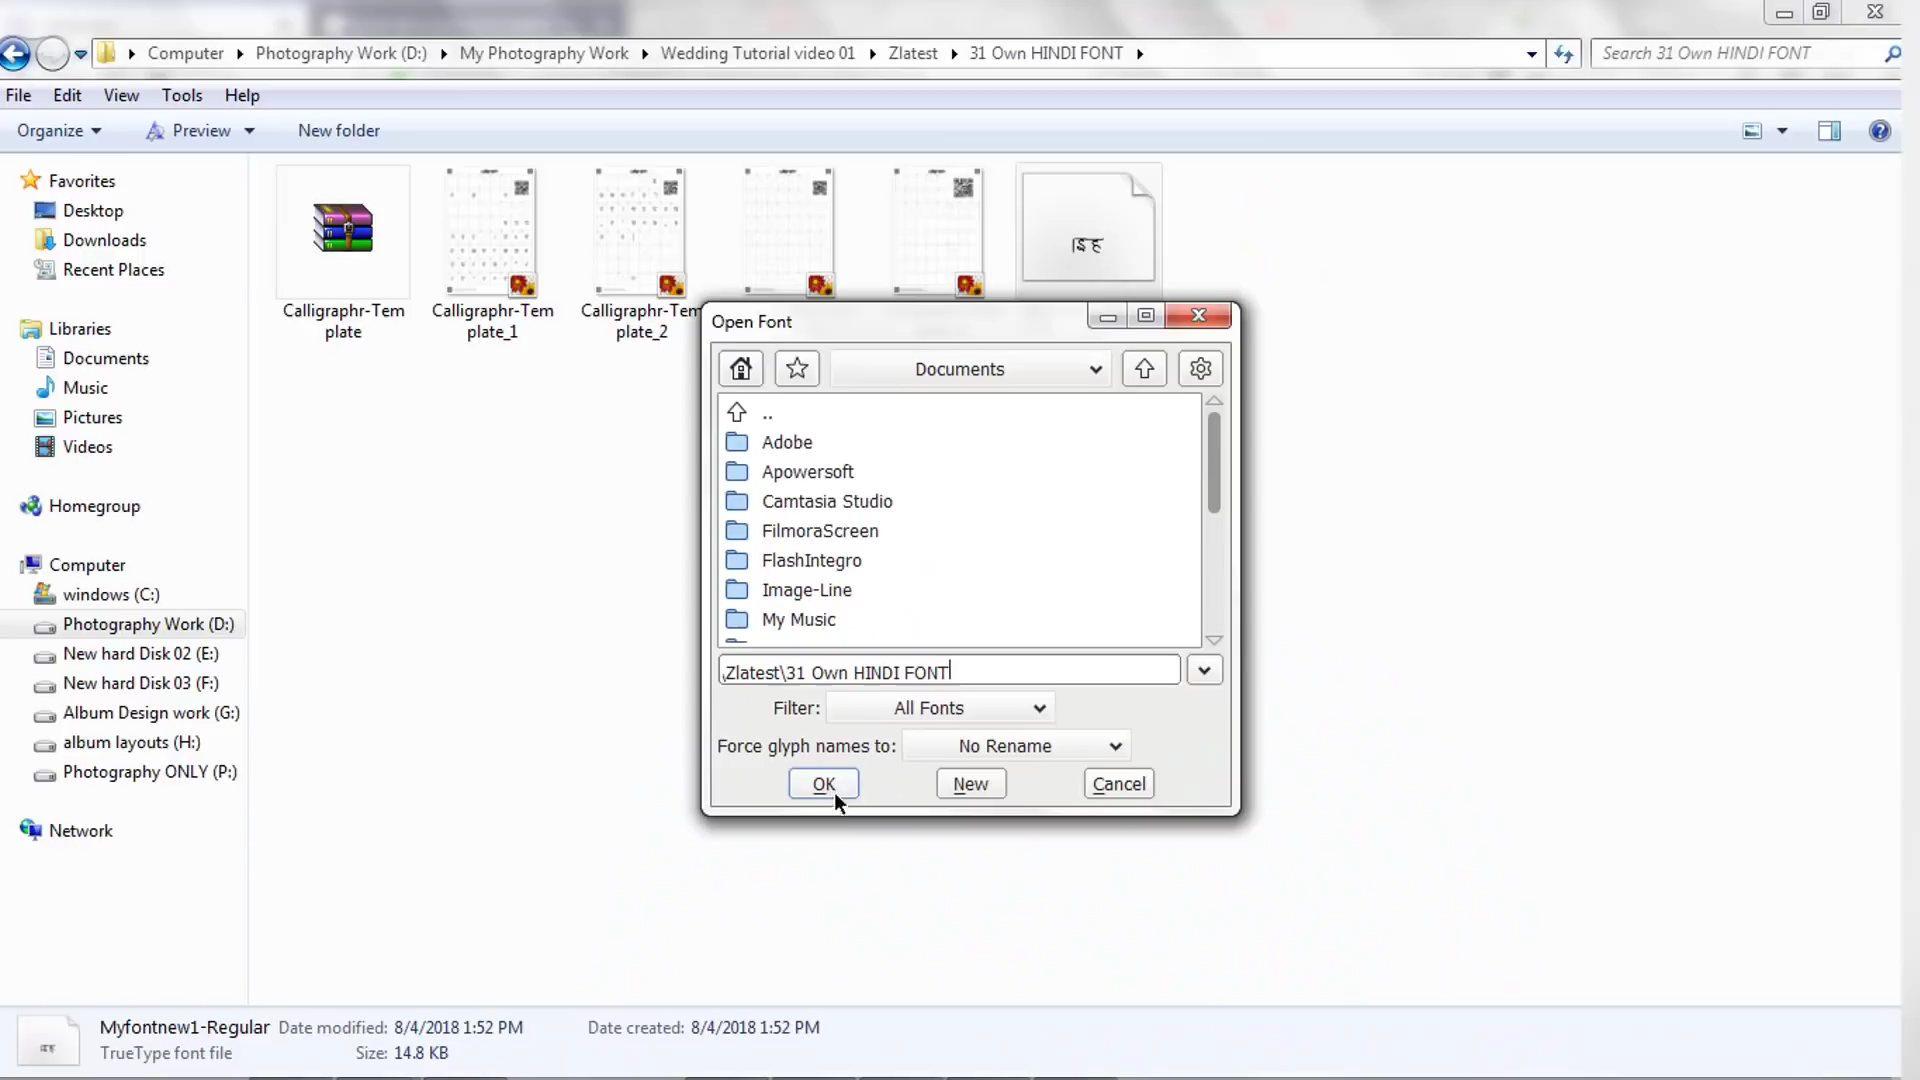 Computer Photography Work (D:) My Photography Work Wedding Tutorial video 01 Zlatest 31 Own HINDI FONT Search 31 Own HINDI FONT
File Edit View Tools Help
Organize Preview New folder
Favorites
Desktop
Downloads
Recent Places
Libraries
Documents
Music
Pictures
Videos
Homegroup
Computer
windows (C:)
Photography Work (D:)
New hard Disk 02 (E:)
New hard Disk 03 (F:)
Album Design work (G:)
album layouts (H:)
Photography ONLY (P:)
Network
Calligraphr-Tem
plate
Calligraphr-Tem
plate_1
Calligraphr-Tem
plate_2
Open Font
Documents
..
Adobe
Apowersoft
Camtasia Studio
FilmoraScreen
FlashIntegro
Image-Line
My Music
\Zlatest\31 Own HINDI FONT
Filter: All Fonts
Force glyph names to: No Rename
OK New Cancel
Myfontnew1-Regular Date modified: 8/4/2018 1:52 PM Date created: 8/4/2018 1:52 PM
TrueType font file Size: 14.8 KB